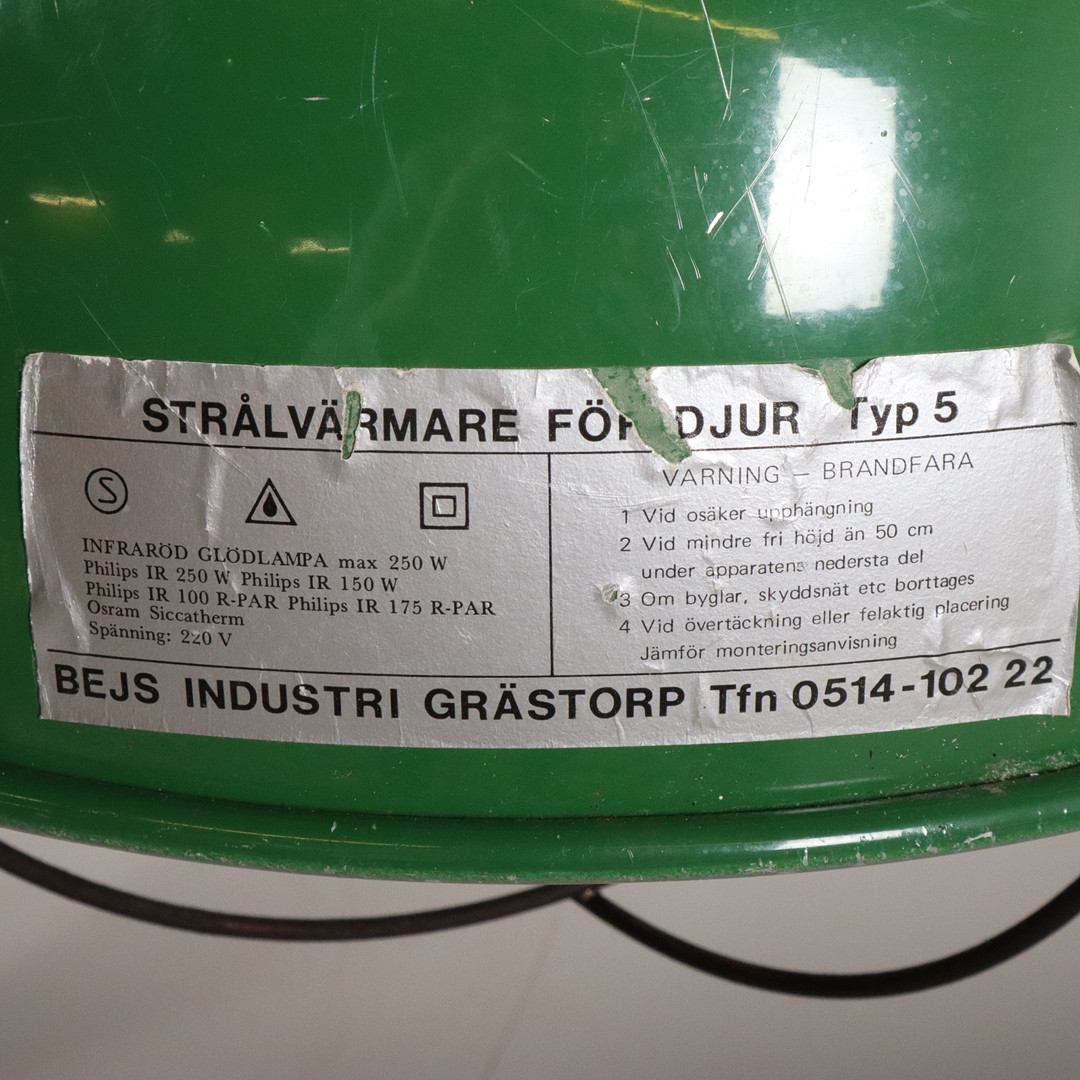 STRÅLVÄRMARE FÖR DJUR Typ 5
S
INFRARÖD GLÖDLAMPA max 250 W
Philips IR 250 W Philips IR 150 W
Philips IR 100 R-PAR Philips IR 175 R-PAR
Osram Siccatherm
Spänning: 220 V
VARNING – BRANDFARA
1 Vid osäker upphängning
2 Vid mindre fri höjd än 50 cm
under apparatens nedersta del
3 Om byglar, skyddsnät etc borttages
4 Vid övertäckning eller felaktig placering
Jämför monteringsanvisning
BEJS INDUSTRI GRÄSTORP Tfn 0514-102 22